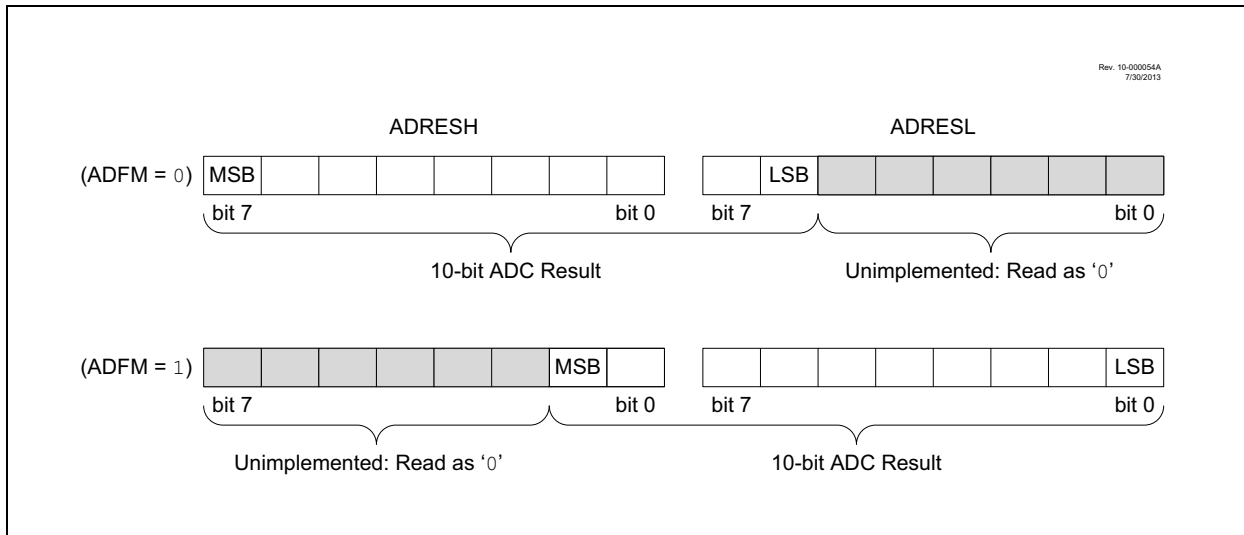 Rev. 10-000054A
7/30/2013
ADRESH ADRESL
(ADFM = 0) MSB LSB
bit 7 bit 0 bit 7 bit 0
10-bit ADC Result Unimplemented: Read as ‘0’
(ADFM = 1) MSB LSB
bit 7 bit 0 bit 7 bit 0
Unimplemented: Read as ‘0’ 10-bit ADC Result